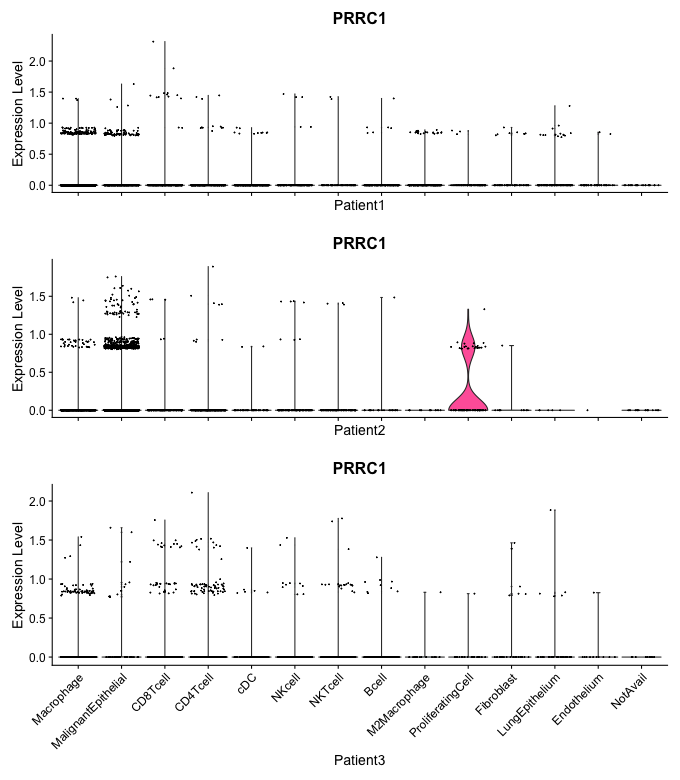 PRRC1
Expression Level
2.0
1.5
1.0
0.5
0.0
Patient1
PRRC1
Expression Level
1.5
1.0
0.5
0.0
Patient2
PRRC1
Expression Level
2.0
1.5
1.0
0.5
0.0
Macrophage
MalignantEpithelial
CD8Tcell
CD4Tcell
cDC
NKcell
NKTcell
Bcell
M2Macrophage
ProliferatingCell
Fibroblast
LungEpithelium
Endothelium
NotAvail
Patient3